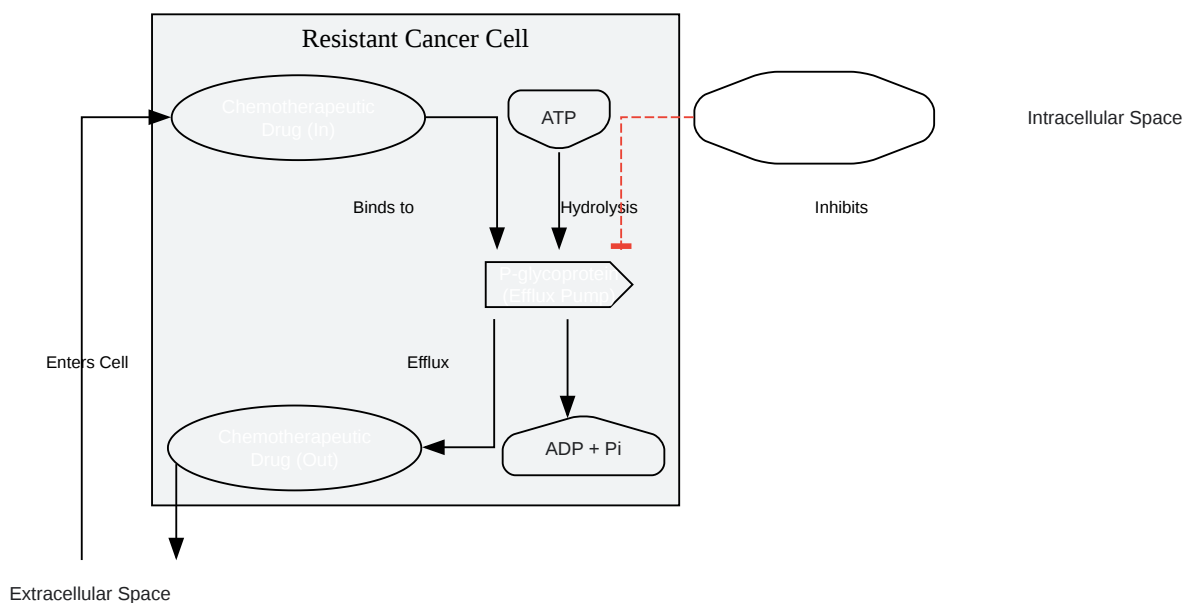 Resistant Cancer Cell
Chemotherapeutic
Drug (In)
ATP
Intracellular Space
Binds to
Hydrolysis
Inhibits
P-glycoprotein
(Efflux Pump)
Enters Cell
Efflux
Chemotherapeutic
Drug (Out)
ADP + Pi
Extracellular Space